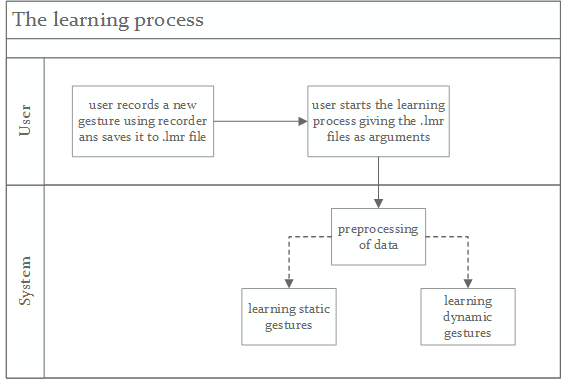 The learning process
User
user records a new
gesture using recorder
ans saves it to .lmr file
user starts the learning
process giving the .lmr
files as arguments
System
preprocessing
of data
learning static
gestures
learning
dynamic
gestures